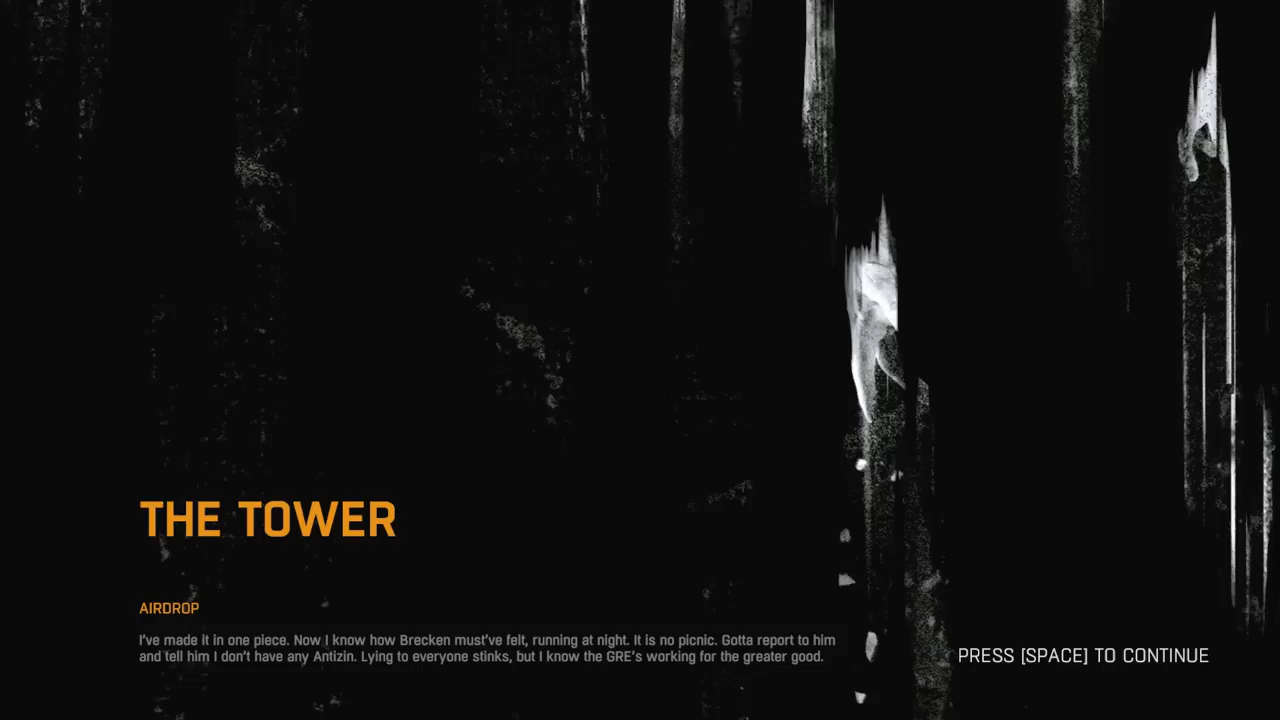 THE TOWER
AIRDROP
I've made it in one piece. Now I know how Brecken must've felt, running at night. It is no picnic. Gotta report to him
and tell him I don't have any Antizin. Lying to everyone stinks, but I know the GRE's working for the greater good.
PRESS [SPACE] TO CONTINUE